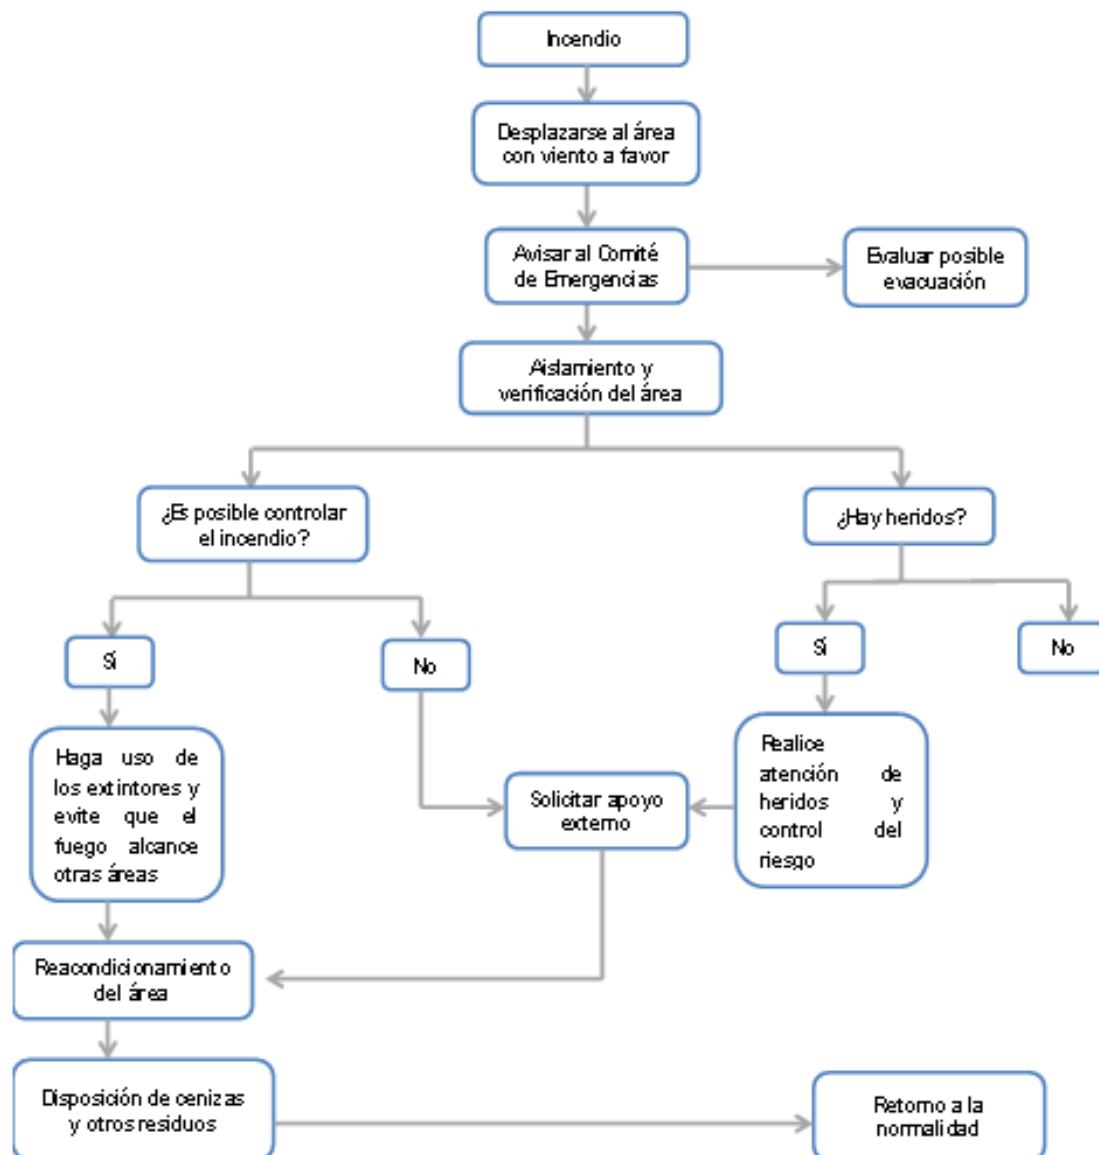 Incendio
Desplazarse al área
con viento a favor
Avisar al Comité
de Emergencias
Evaluar posible
evacuación
Aislamiento y
verificación del área
¿Es posible controlar
el incendio?
¿Hay heridos?
Sí
No
Sí
No
Haga uso de
los extintores y
evite que el
fuego alcance
otras áreas
Solicitar apoyo
externo
Realice
atención de
heridos y
control del
riesgo
Reacondicionamiento
del área
Disposición de cenizas
y otros residuos
Retorno a la
normalidad